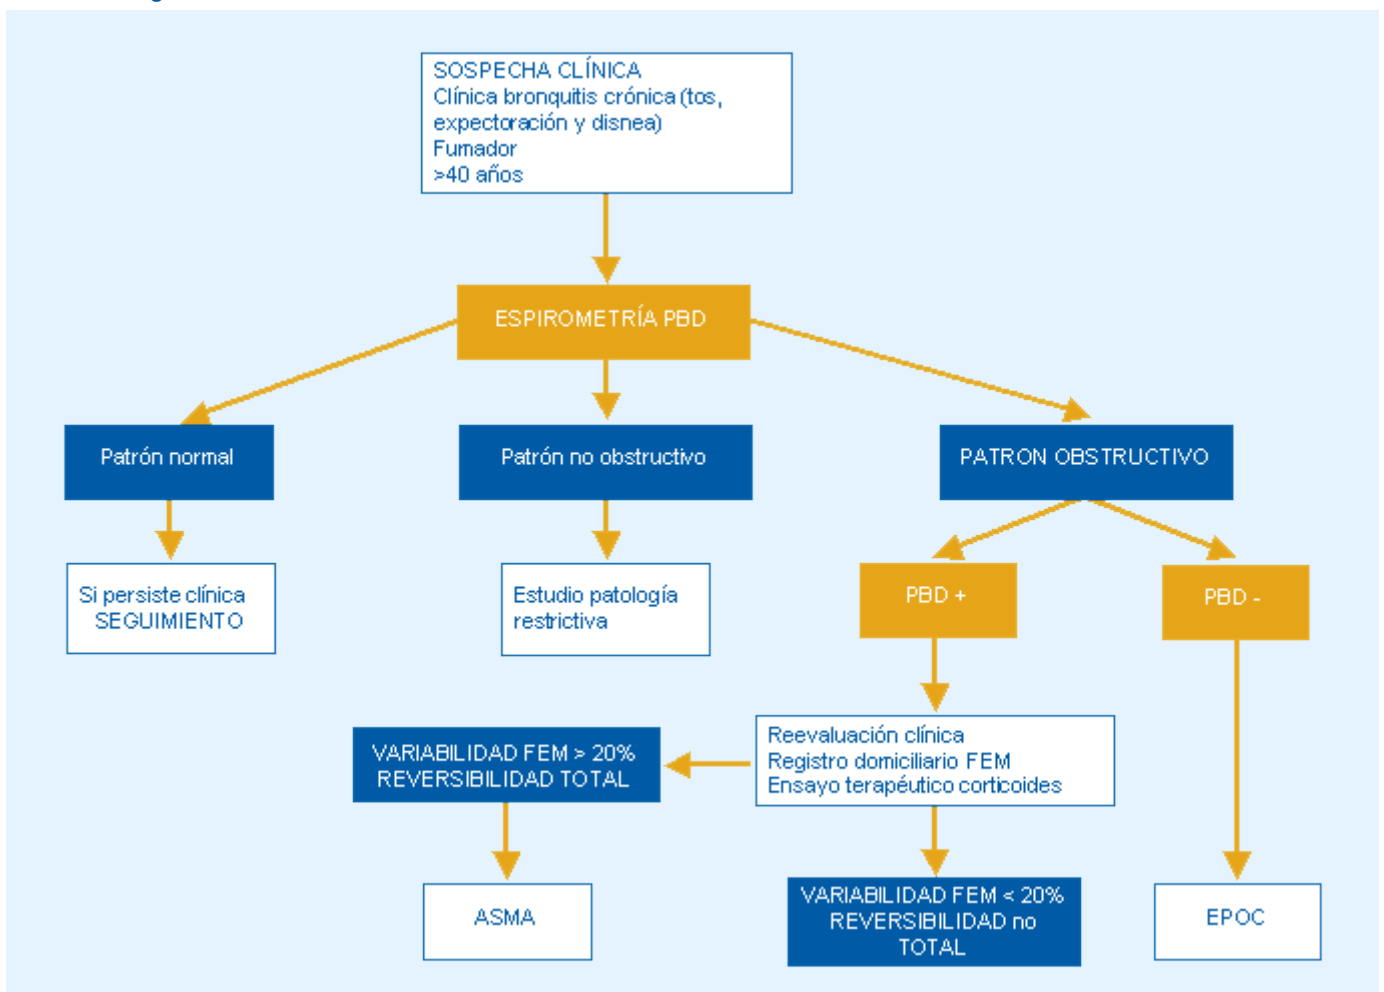 SOSPECHA CLÍNICA
Clínica bronquitis crónica (tos,
expectoración y disnea)
Fumador
>40 años
ESPIROMETRÍA PBD
Patrón normal
Patrón no obstructivo
PATRON OBSTRUCTIVO
Si persiste clínica
SEGUIMIENTO
Estudio patología
restrictiva
PBD +
PBD -
VARIABILIDAD FEM > 20%
REVERSIBILIDAD TOTAL
Reevaluación clínica
Registro domiciliario FEM
Ensayo terapéutico corticoides
ASMA
VARIABILIDAD FEM < 20%
REVERSIBILIDAD no
TOTAL
EPOC